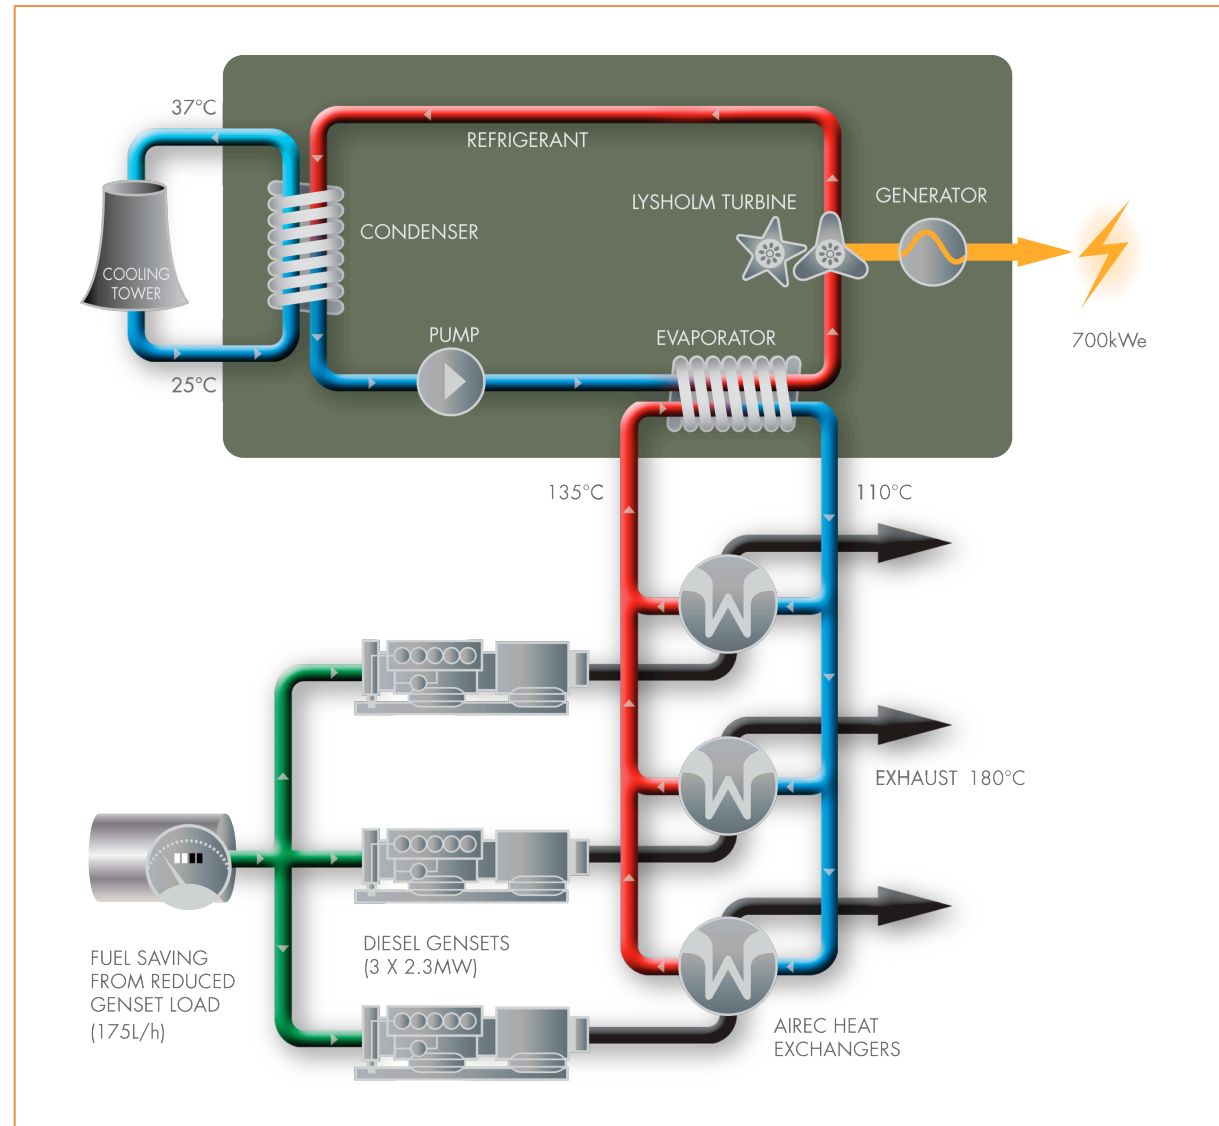 37°C
REFRIGERANT
LYSHOLM TURBINE
GENERATOR
CONDENSER
COOLING
TOWER
PUMP
EVAPORATOR
700kWe
25°C
135°C
110°C
EXHAUST 180°C
FUEL SAVING
FROM REDUCED
GENSET LOAD
(175L/h)
DIESEL GENSETS
(3 X 2.3MW)
AIREC HEAT
EXCHANGERS